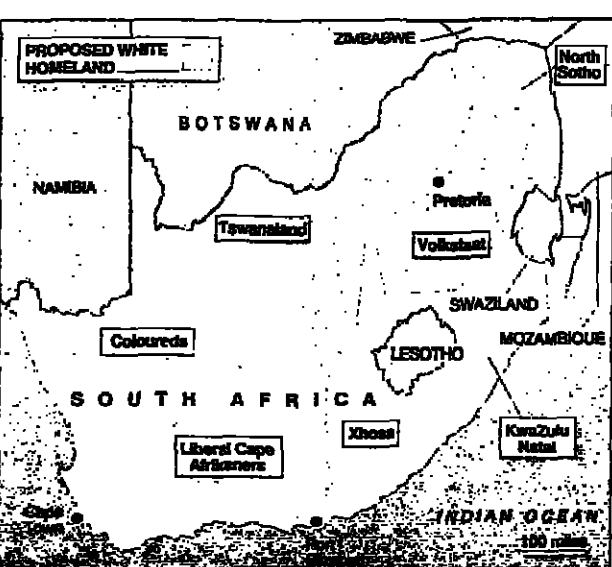 PROPOSED WHITE
HOMELAND
ZIMBABWE
North
Sotho
BOTSWANA
NAMIBIA
Pretoria
Tswanaland
Volkstaat
SWAZILAND
MOZAMBIQUE
Coloureds
LESOTHO
SOUTH AFRICA
Xhosa
KwaZulu
Natal
Liberal Cape
Afrikaners
Cape
Town
INDIAN OCEAN
100 miles